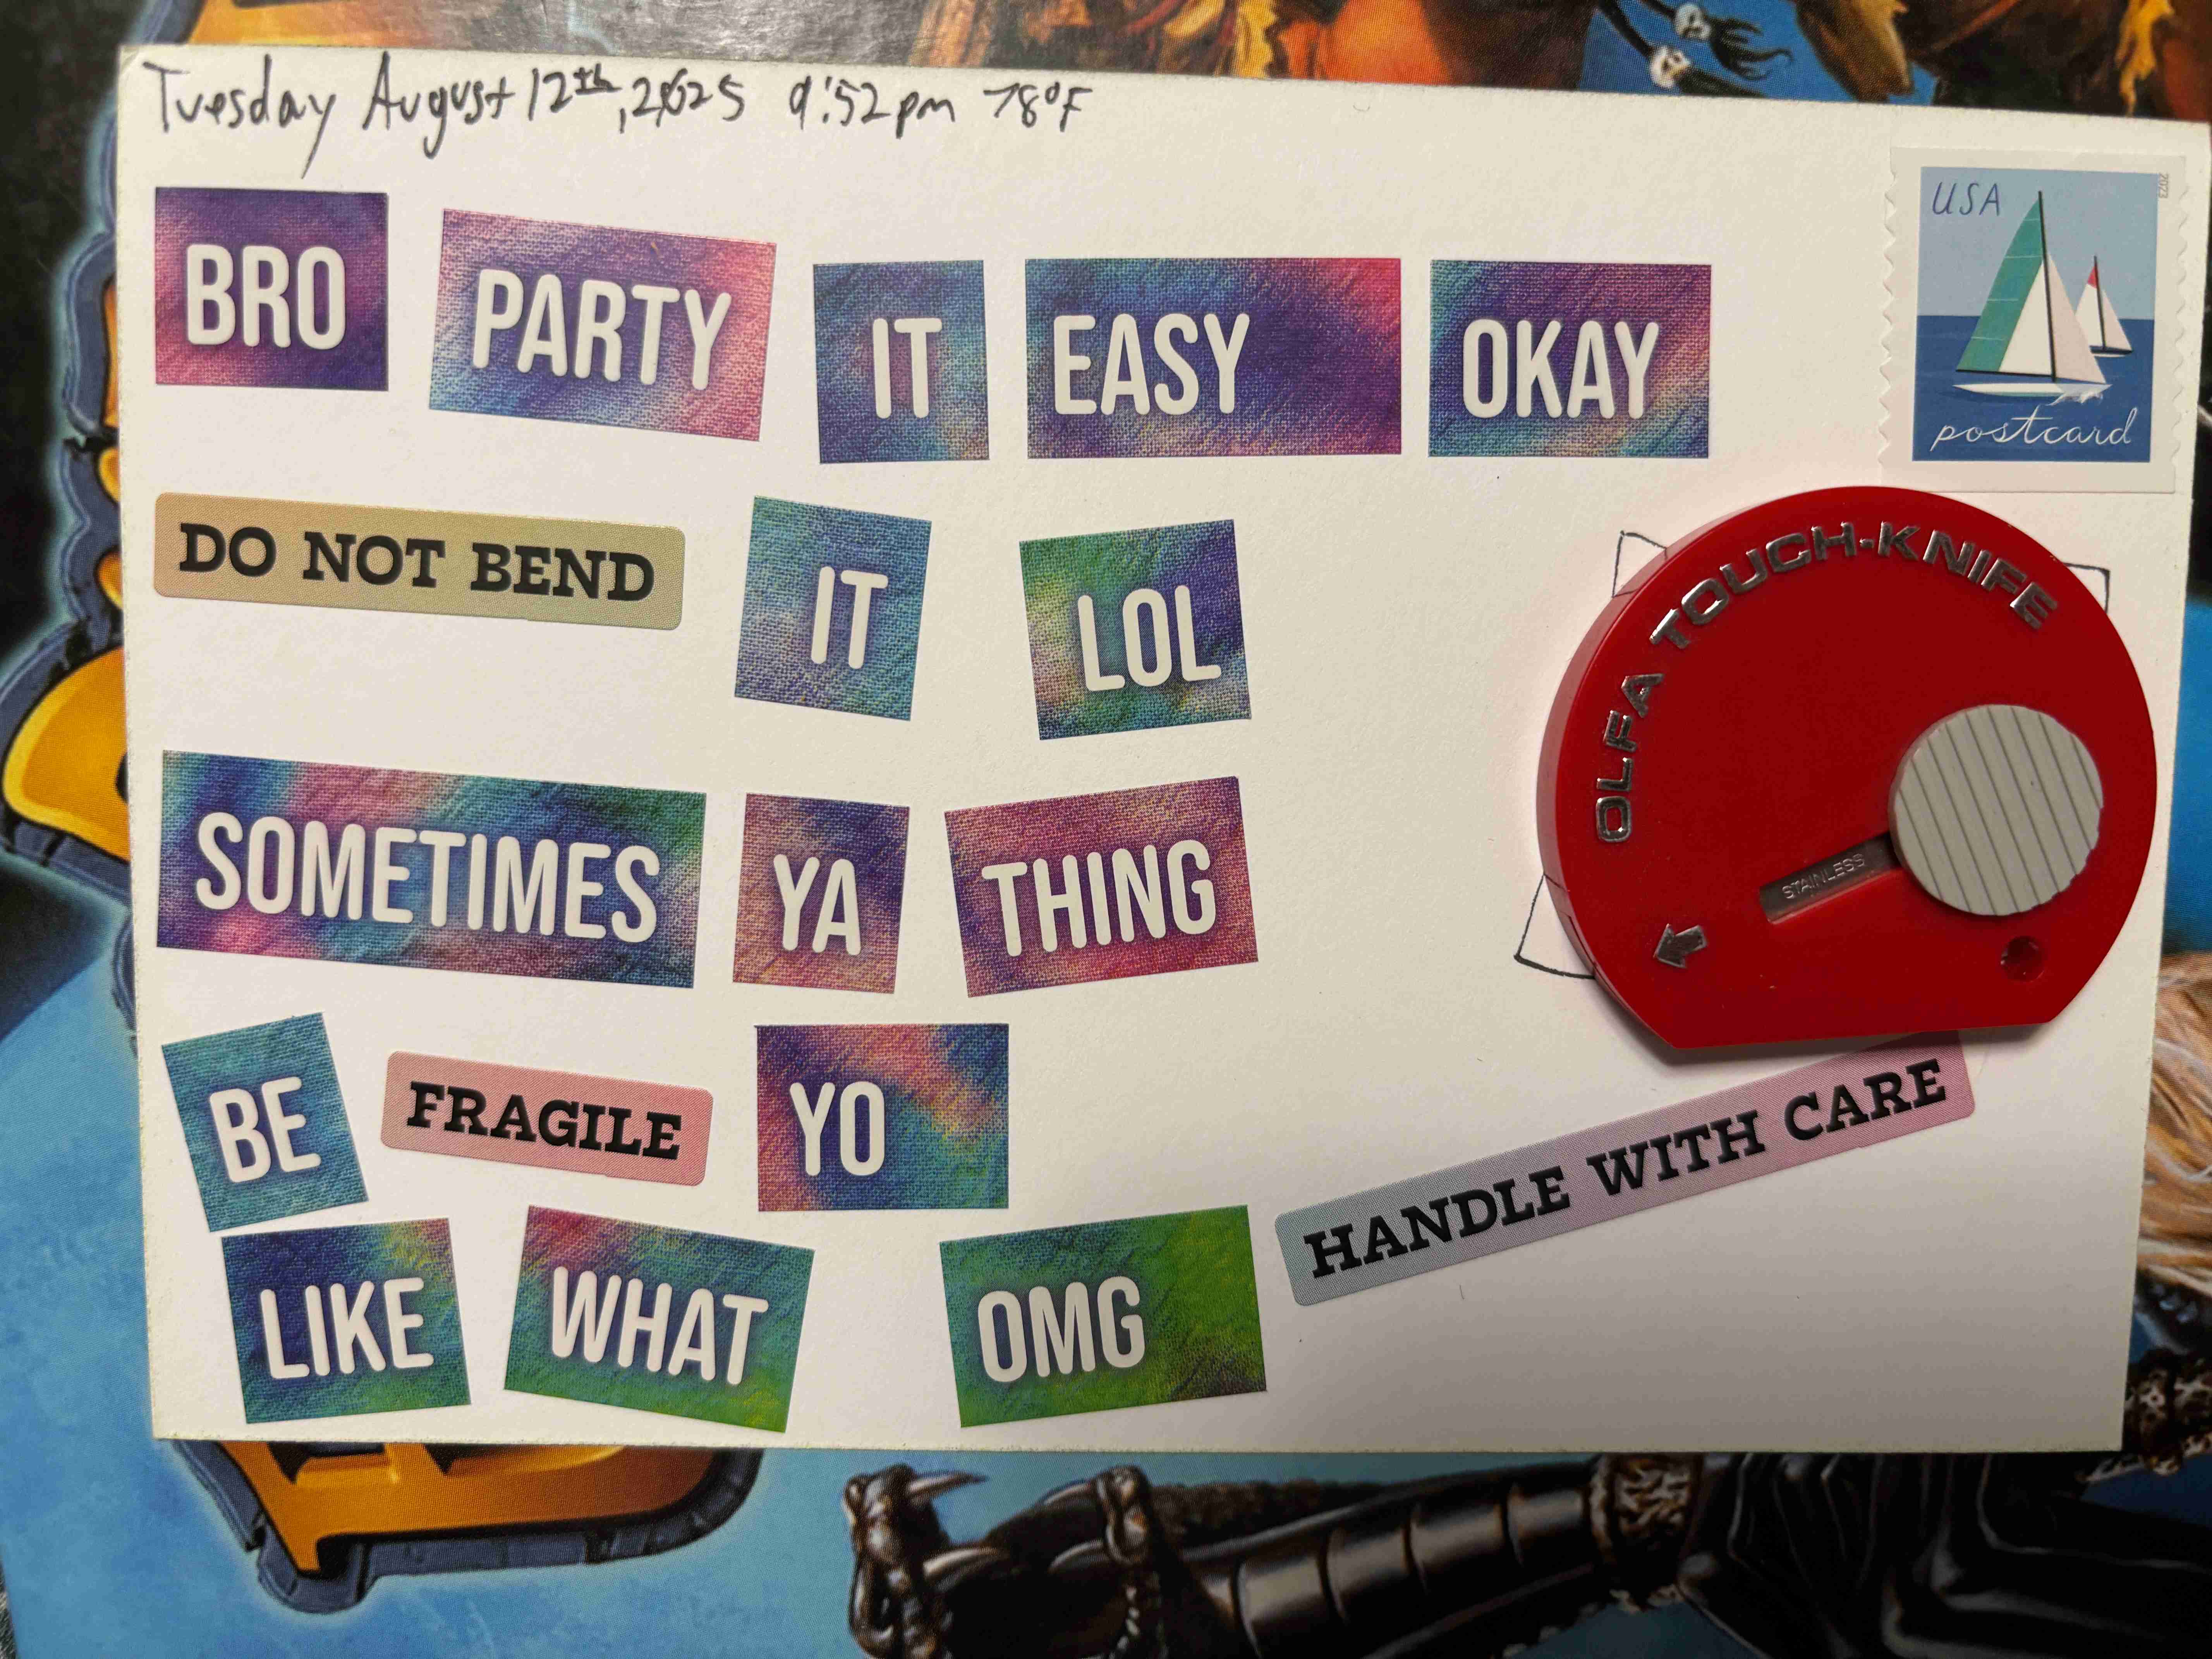 Tuesday August 12th, 2025 9:52pm 78°F
USA
2023
postcard
BRO PARTY IT EASY OKAY
DO NOT BEND IT LOL
OLFA TOUCH-KNIFE
STAINLESS
SOMETIMES YA THING
BE FRAGILE YO
HANDLE WITH CARE
LIKE WHAT OMG